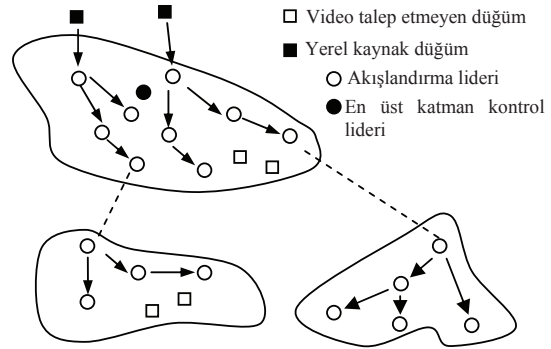 Video talep etmeyen düğüm
Yerel kaynak düğüm
Akışlandırma lideri
En üst katman kontrol
lideri